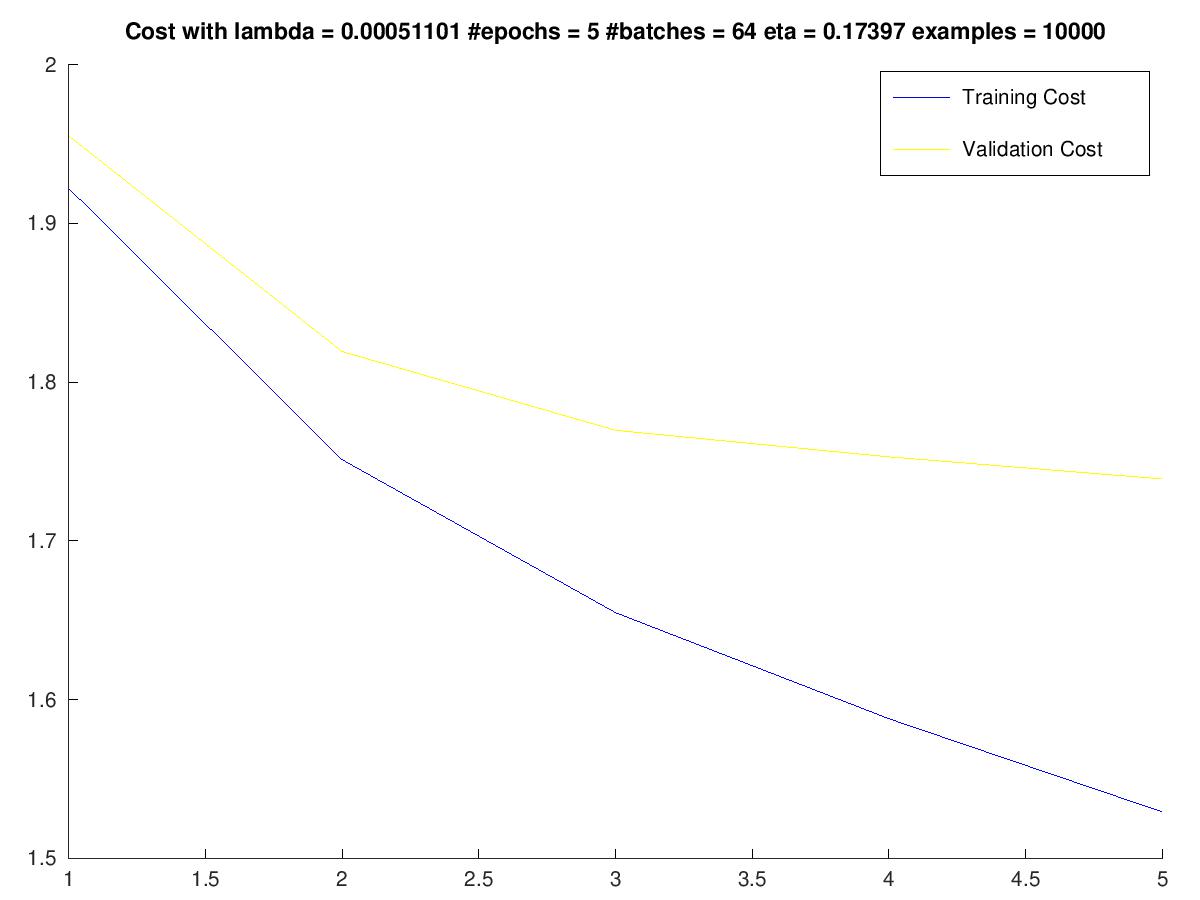 Cost with lambda = 0.00051101 #epochs = 5 #batches = 64 eta = 0.17397 examples = 10000
2
Training Cost
Validation Cost
1.9
1.8
1.7
1.6
1.5
1 1.5 2 2.5 3 3.5 4 4.5 5